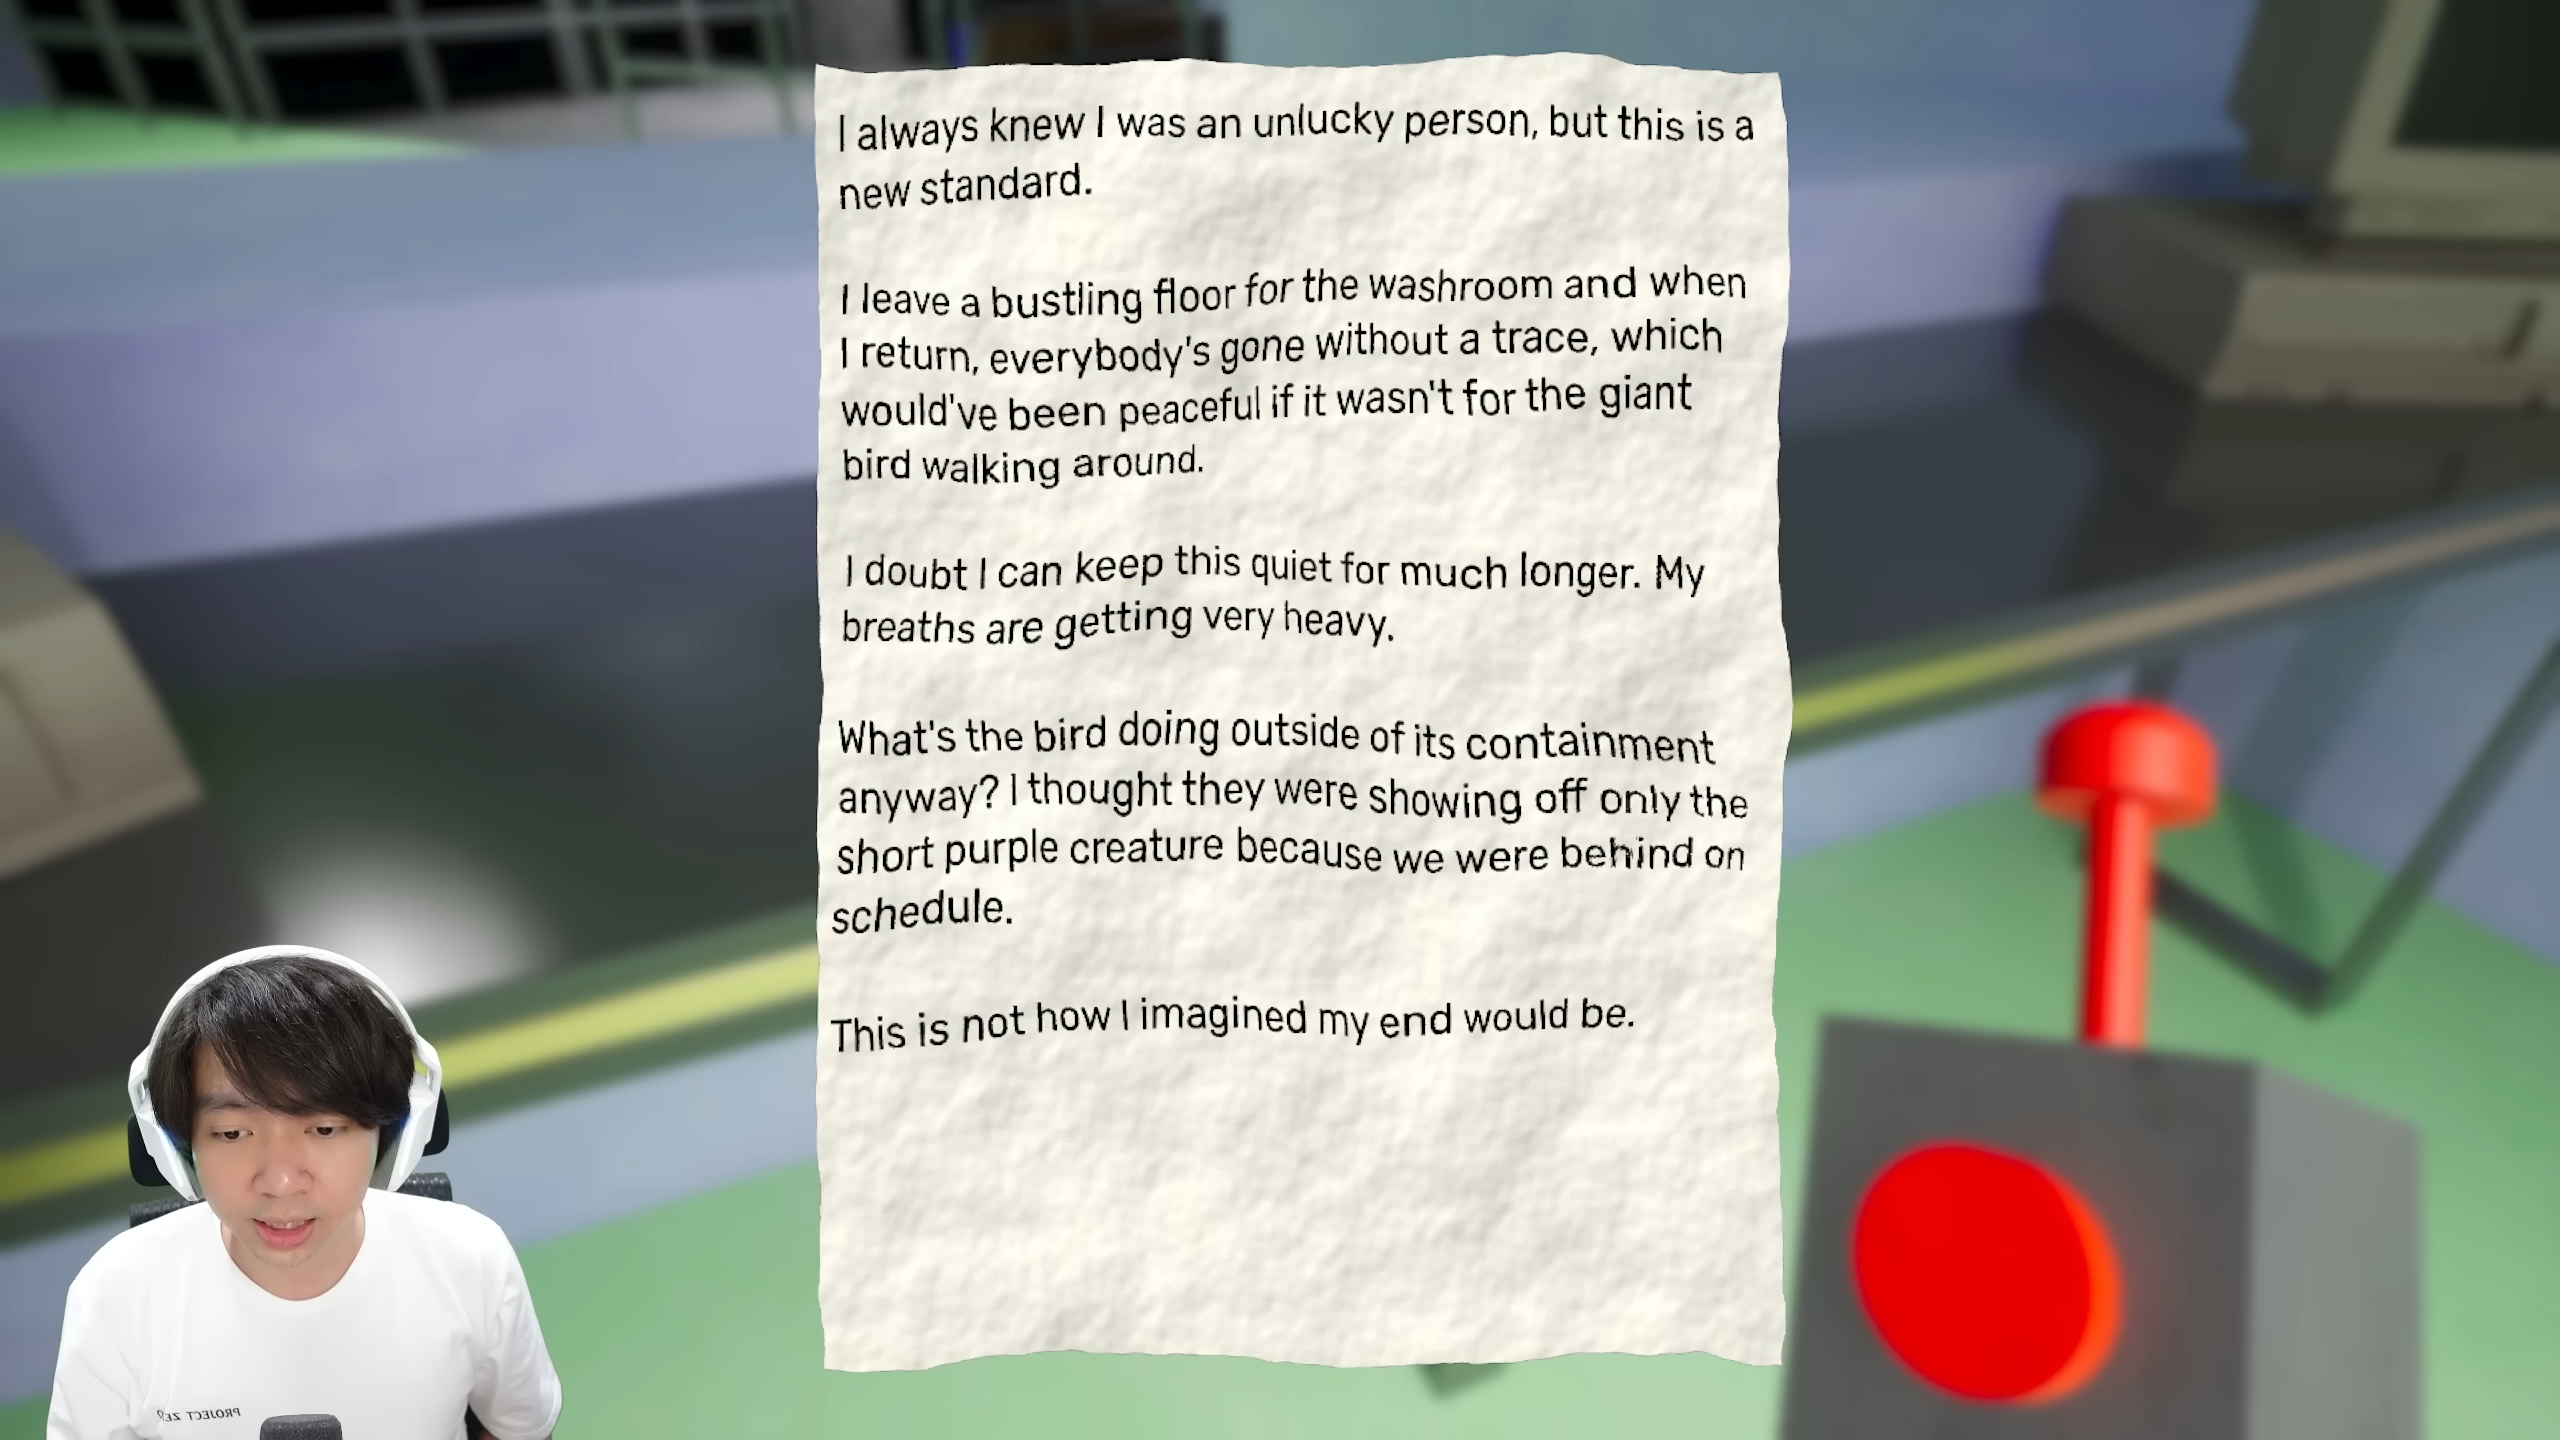 I always knew I was an unlucky person, but this is a
new standard.
I leave a bustling floor for the washroom and when
I return, everybody's gone without a trace, which
would've been peaceful if it wasn't for the giant
bird walking around.
I doubt I can keep this quiet for much longer. My
breaths are getting very heavy.
What's the bird doing outside of its containment
anyway? I thought they were showing off only the
short purple creature because we were behind on
schedule.
This is not how I imagined my end would be.
PROJECT ZER